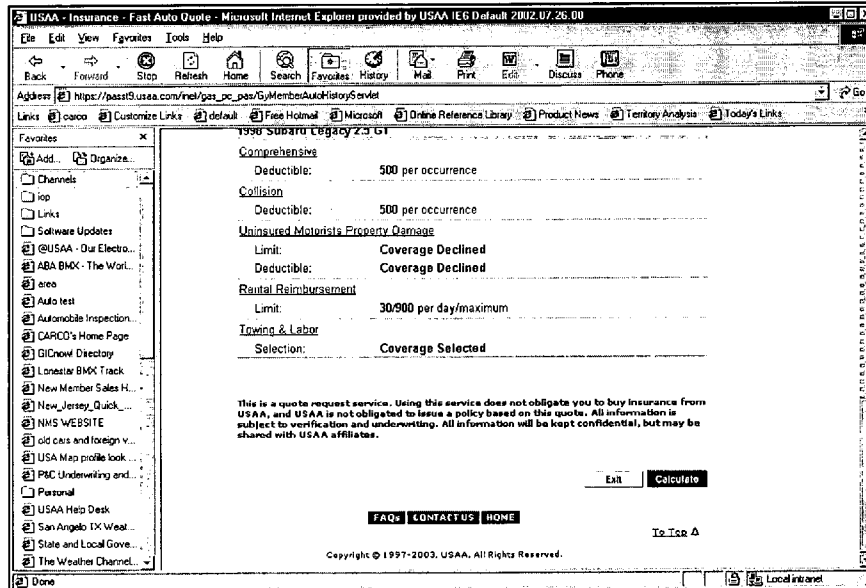 USAA - Insurance - Fast Auto Quote - Microsoft Internet Explorer provided by USAA IE6 Default 2002.07.26.00
File Edit View Favorites Tools Help
Back Forward Stop Refresh Home Search Favorites History Mail Print Edit Discuss Phone
Address https://passt9.usaa.com/inet/gas_pc_pas/GyMemberAutoHistoryServlet Go
Links carco Customize Links default Free Hotmail Microsoft Online Reference Library Product News Territory Analysis Today's Links
Favorites ×
Add... Organize...
Channels
iop
Links
Software Updates
@USAA - Our Electro...
ABA BMX - The Worl...
area
Auto test
Automobile Inspection...
CARCO's Home Page
GICnow! Directory
Lonestar BMX Track
New Member Sales H...
New_Jersey_Quick_...
NMS WEBSITE
old cars and foreign v...
USA Map profile look ...
P&C Underwriting and...
Personal
USAA Help Desk
San Angelo TX Weat...
State and Local Gove...
The Weather Channel...
1998 Subaru Legacy 2.5 GT
Comprehensive
Deductible: 500 per occurrence
Collision
Deductible: 500 per occurrence
Uninsured Motorists Property Damage
Limit: Coverage Declined
Deductible: Coverage Declined
Rental Reimbursement
Limit: 30/900 per day/maximum
Towing & Labor
Selection: Coverage Selected
This is a quote request service. Using this service does not obligate you to buy insurance from
USAA, and USAA is not obligated to issue a policy based on this quote. All information is
subject to verification and underwriting. All information will be kept confidential, but may be
shared with USAA affiliates.
Exit Calculate
FAQs CONTACT US HOME
To Top Δ
Copyright © 1997-2003, USAA, All Rights Reserved.
Done Local intranet